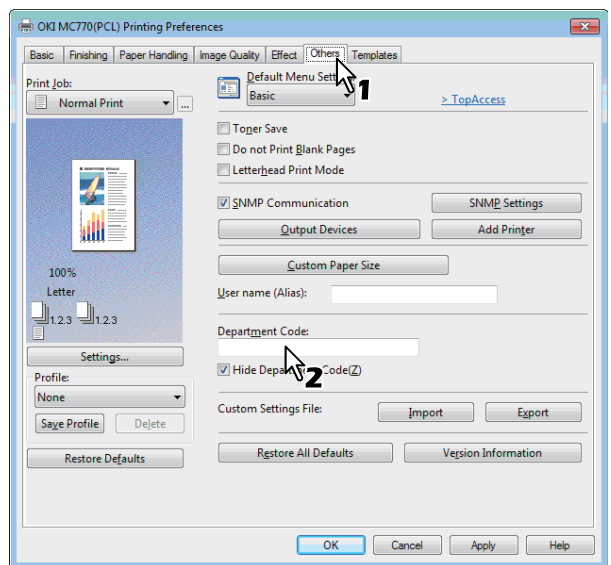 OKI MC770(PCL) Printing Preferences
Basic Finishing Paper Handling Image Quality Effect Others Templates
Print Job:
Normal Print ...
100%
Letter
1.2.3 1.2.3
Settings...
Profile:
None
Save Profile Delete
Restore Defaults
Default Menu Sett
1
Basic
> TopAccess
Toner Save
Do not Print Blank Pages
Letterhead Print Mode
SNMP Communication SNMP Settings
Output Devices Add Printer
Custom Paper Size
User name (Alias):
Department Code:
Hide Depa Code(Z)
2
Custom Settings File: Import Export
Restore All Defaults Version Information
OK Cancel Apply Help